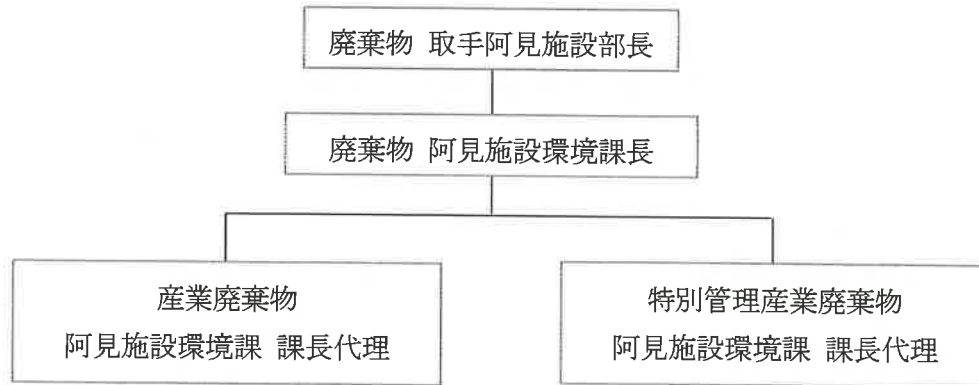 廃棄物 取手阿見施設部長
廃棄物 阿見施設環境課長
産業廃棄物
阿見施設環境課 課長代理
特別管理産業廃棄物
阿見施設環境課 課長代理